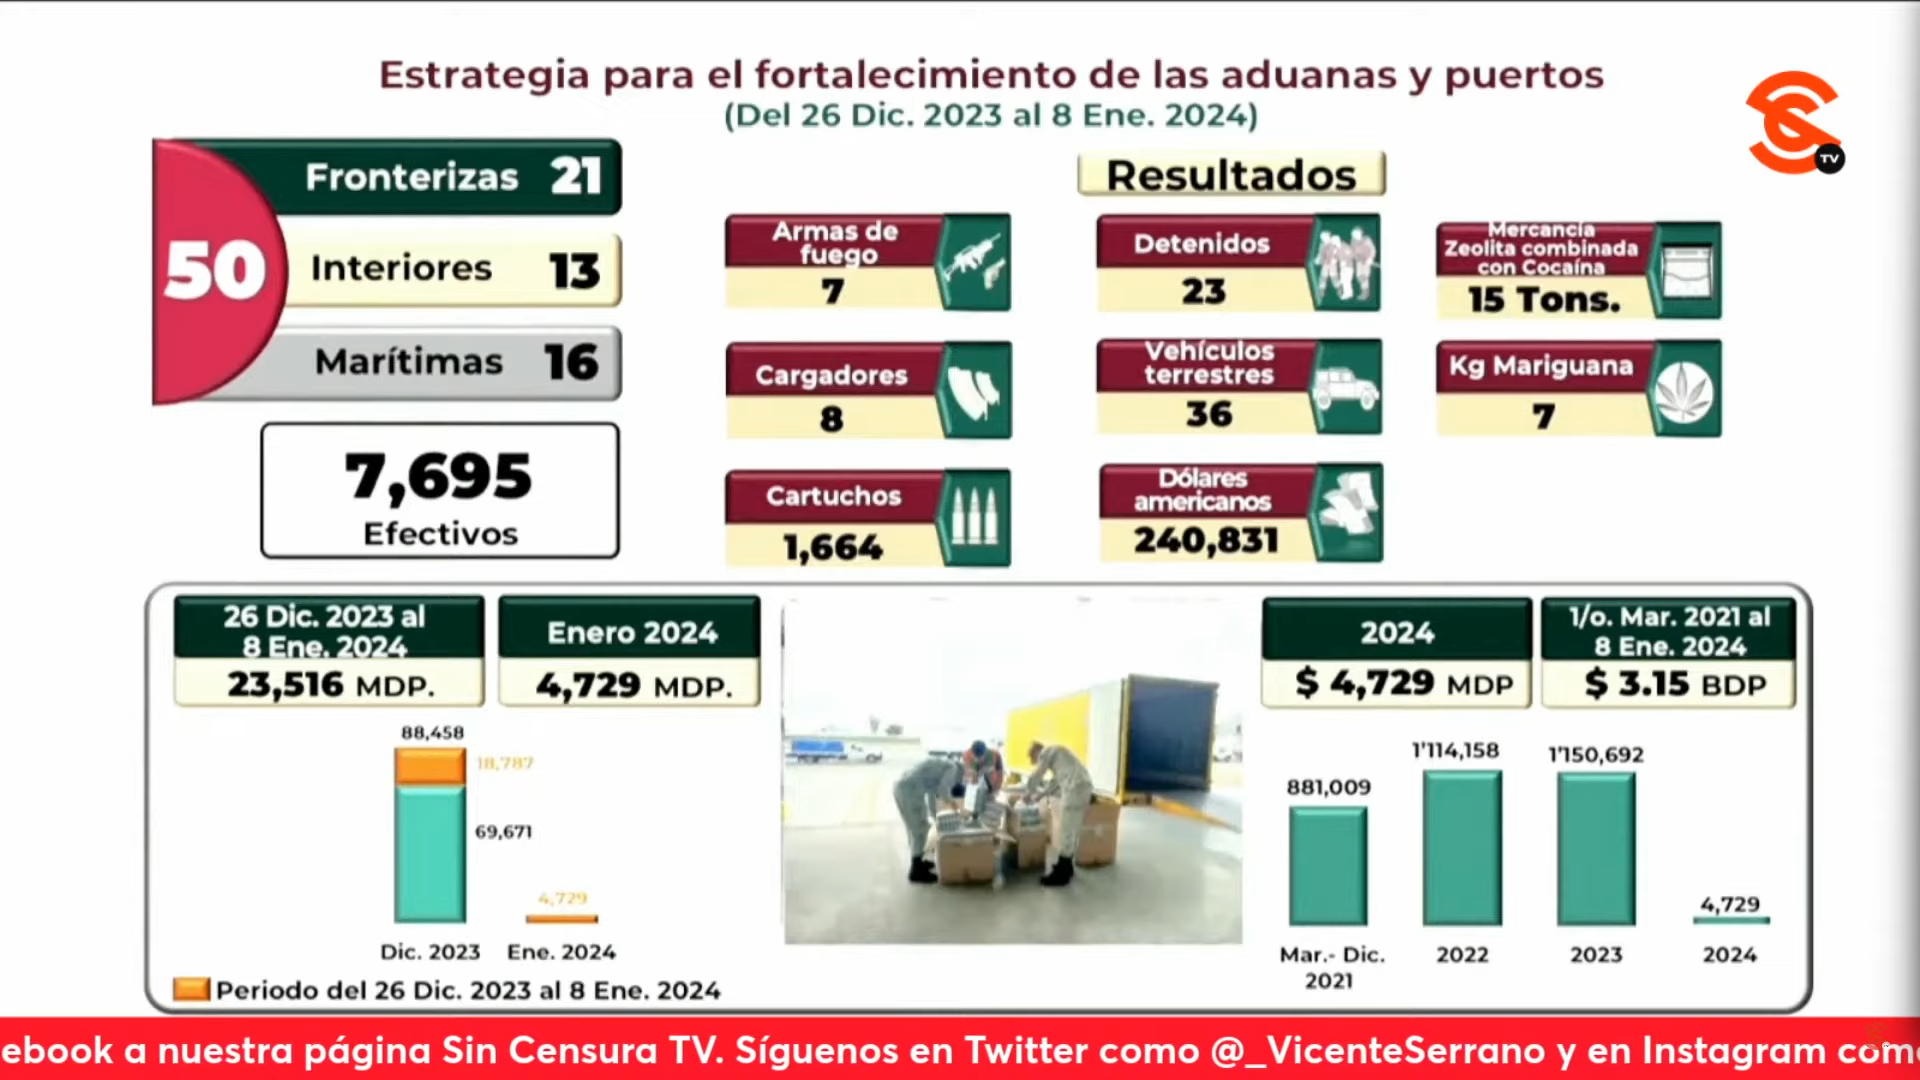 Estrategia para el fortalecimiento de las aduanas y puertos
(Del 26 Dic. 2023 al 8 Ene. 2024)
TV
50
Fronterizas 21
Interiores 13
Marítimas 16
7,695
Efectivos
Resultados
Armas de
fuego
7
Detenidos
23
Mercancía
Zeolita combinada
con Cocaína
15 Tons.
Cargadores
8
Vehículos
terrestres
36
Kg Mariguana
7
Cartuchos
1,664
Dólares
americanos
240,831
26 Dic. 2023 al
8 Ene. 2024
23,516 MDP.
Enero 2024
4,729 MDP.
88,458
18,787
69,671
4,729
Dic. 2023
Ene. 2024
Periodo del 26 Dic. 2023 al 8 Ene. 2024
2024
$ 4,729 MDP
1/o. Mar. 2021 al
8 Ene. 2024
$ 3.15 BDP
881,009
1'114,158
1'150,692
4,729
Mar.- Dic.
2021
2022
2023
2024
ebook a nuestra página Sin Censura TV. Síguenos en Twitter como @_VicenteSerrano y en Instagram com